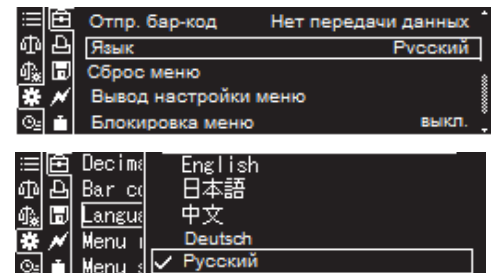 Отпр. бар-код Нет передачи данных
Язык Русский
Сброс меню
Вывод настройки меню
Блокировка меню выкл.
Decima English
Bar co 日本語
Langua 中文
Menu Deutsch
Menu Русский